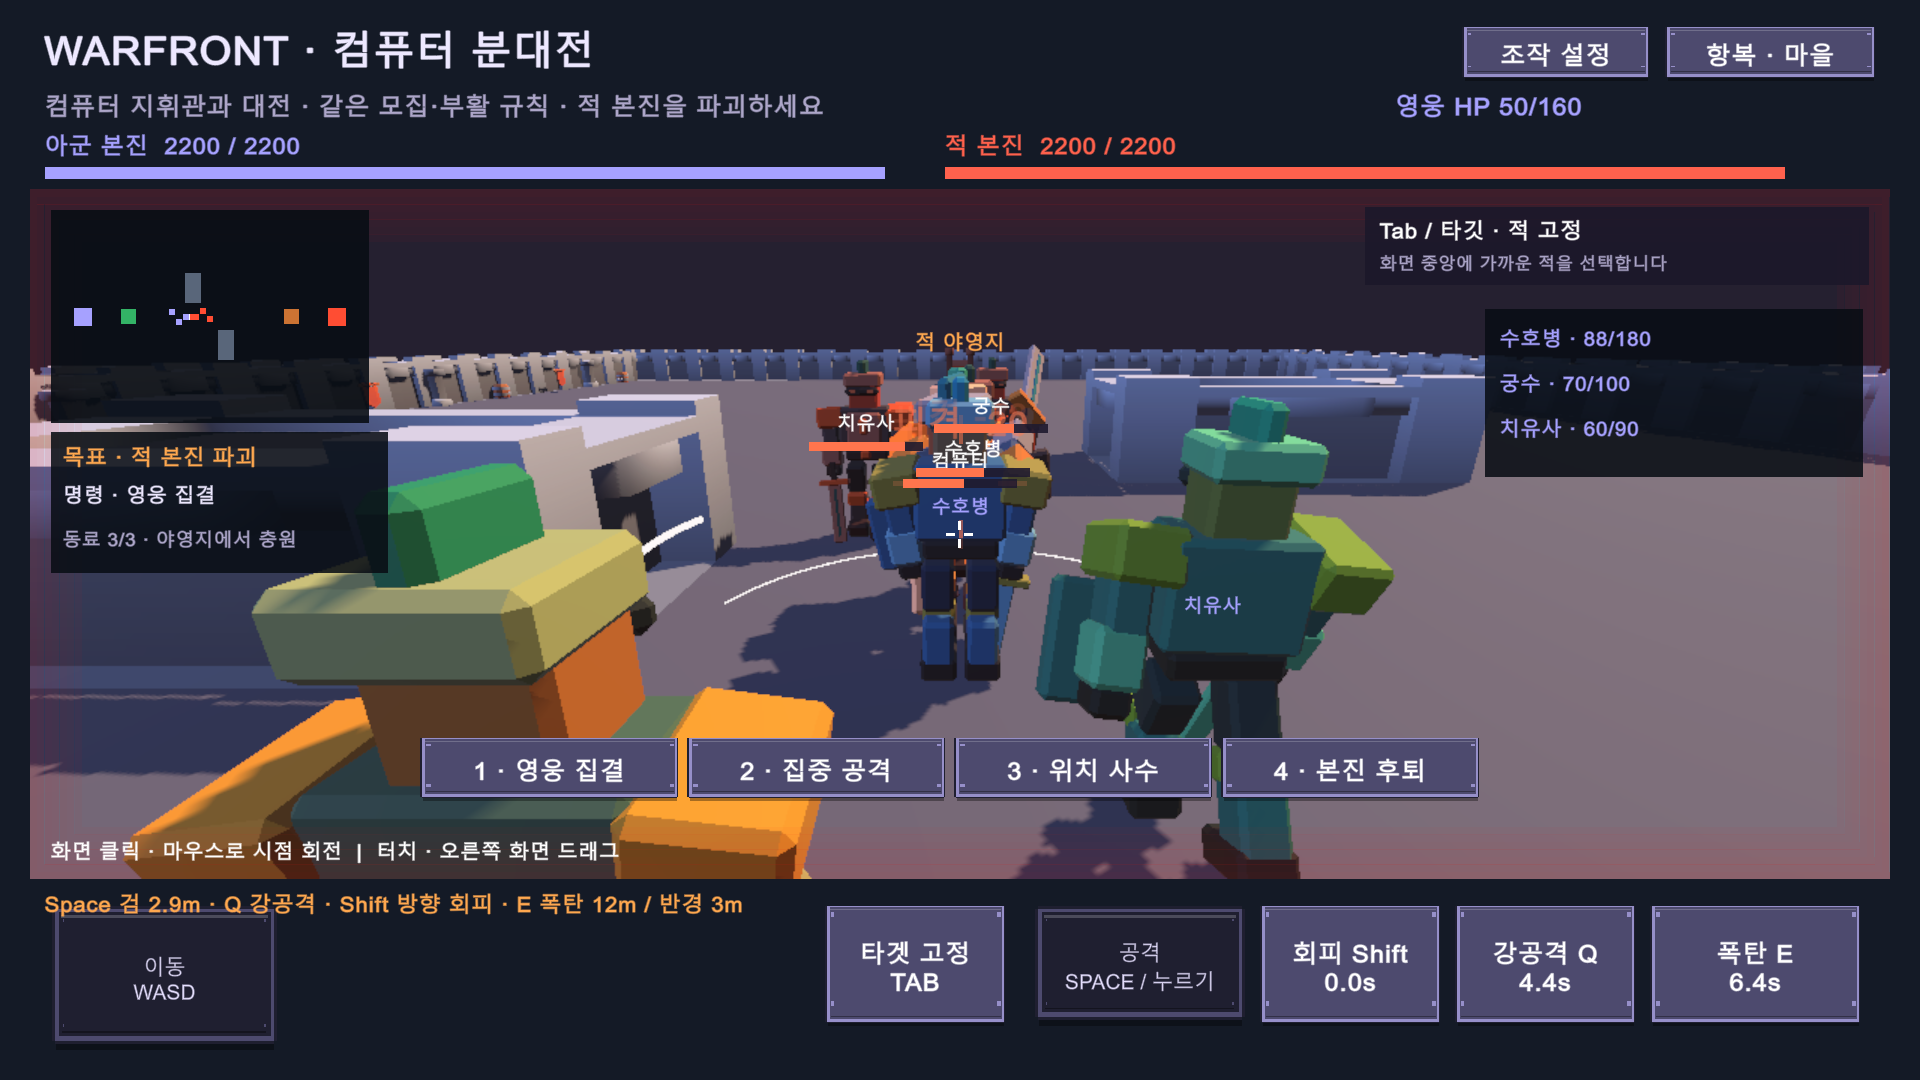 WARFRONT · 컴퓨터 분대전
조작 설정
항복 · 마을
컴퓨터 지휘관과 대전 · 같은 모집·부활 규칙 · 적 본진을 파괴하세요
영웅 HP 50/160
아군 본진 2200 / 2200
적 본진 2200 / 2200
Tab / 타깃 · 적 고정
화면 중앙에 가까운 적을 선택합니다
수호병 · 88/180
궁수 · 70/100
치유사 · 60/90
적 야영지
궁수
치유사
수호병
컴퓨터
수호병
치유사
목표 · 적 본진 파괴
명령 · 영웅 집결
동료 3/3 · 야영지에서 충원
1 · 영웅 집결
2 · 집중 공격
3 · 위치 사수
4 · 본진 후퇴
화면 클릭 · 마우스로 시점 회전 | 터치 · 오른쪽 화면 드래그
Space 검 2.9m · Q 강공격 · Shift 방향 회피 · E 폭탄 12m / 반경 3m
이동
WASD
타겟 고정
TAB
공격
SPACE / 누르기
회피 Shift
0.0s
강공격 Q
4.4s
폭탄 E
6.4s